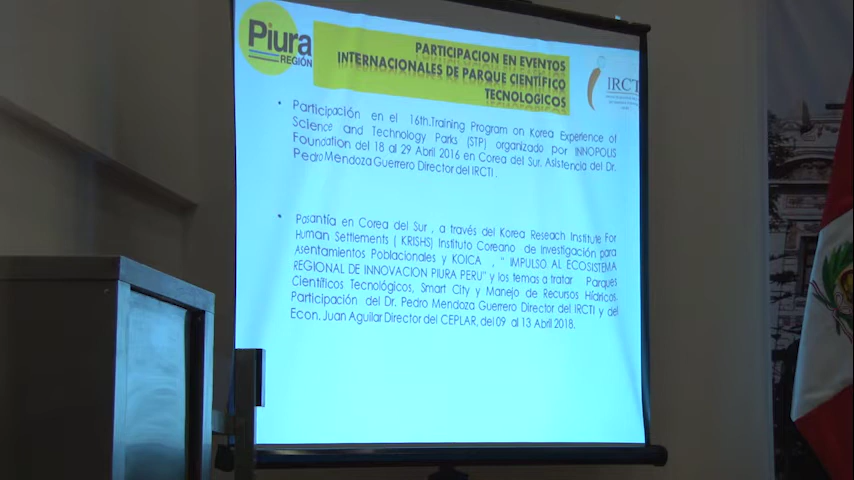 Piura
REGIÓN
PARTICIPACION EN EVENTOS
INTERNACIONALES DE PARQUE CIENTÍFICO
TECNOLOGICOS
IRCT
• Participación en el 16th.Training Program on Korea Experience of
Science and Technology Parks (STP) organizado por INNOPOLIS
Foundation del 18 al 29 Abril 2016 en Corea del Sur. Asistencia del Dr.
Pedro Mendoza Guerrero Director del IRCTI .
• Pasantía en Corea del Sur , a través del Korea Reseach Institute For
Human Settlements ( KRISHS) Instituto Coreano de Investigación para
Asentamientos Poblacionales y KOICA , " IMPULSO AL ECOSISTEMA
REGIONAL DE INNOVACION PIURA PERU" y los temas a tratar Parques
Científicos Tecnológicos, Smart City y Manejo de Recursos Hídricos.
Participación del Dr. Pedro Mendoza Guerrero Director del IRCTI y del
Econ. Juan Aguilar Director del CEPLAR, del 09 al 13 Abril 2018.